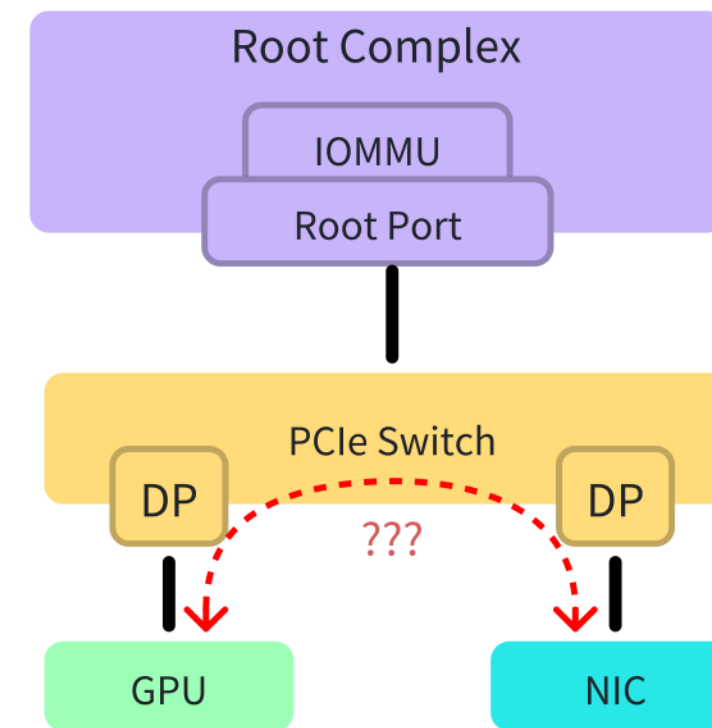 Root Complex
IOMMU
Root Port
PCIe Switch
DP
DP
???
GPU
NIC